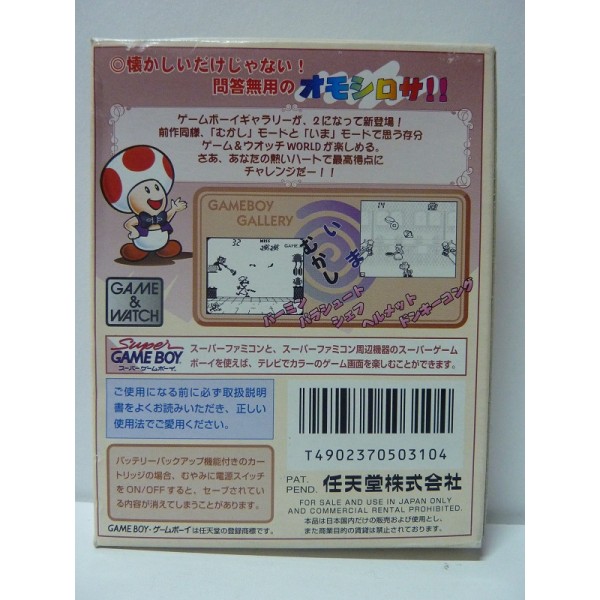 ◎懐かしいだけじゃない！
問答無用の オモシロサ!!
ゲームボーイギャラリーが、2になって新登場！
前作同様、「むかし」モードと「いま」モードで思う存分
ゲーム＆ウオッチWORLDが楽しめる。
さあ、あなたの熱いハートで最高得点に
チャレンジだー！！
GAMEBOY
GALLERY
いま
むかし
32
MISS
GAME
14
バーミン
パラシュート
シェフ
ヘルメット
ドンキーコング
GAME
&
WATCH
Super
GAME BOY
スーパーゲームボーイ
スーパーファミコンと、スーパーファミコン周辺機器のスーパーゲーム
ボーイを使えば、テレビでカラーのゲーム画面を楽しむことができます。
ご使用になる前に必ず取扱説明
書をよくお読みいただき、正しい
使用法でご愛用ください。
バッテリーバックアップ機能付きのカー
トリッジの場合、むやみに電源スイッチ
をON/OFFすると、セーブされている
内容が消えてしまうことがあります。
GAME BOY・ゲームボーイは任天堂の登録商標です。
T4902370503104
PAT.
PEND.
任天堂株式会社
FOR SALE AND USE IN JAPAN ONLY
AND COMMERCIAL RENTAL PROHIBITED.
本品は日本国内だけの販売および使用とし、
また商業目的の賃貸は禁止されております。